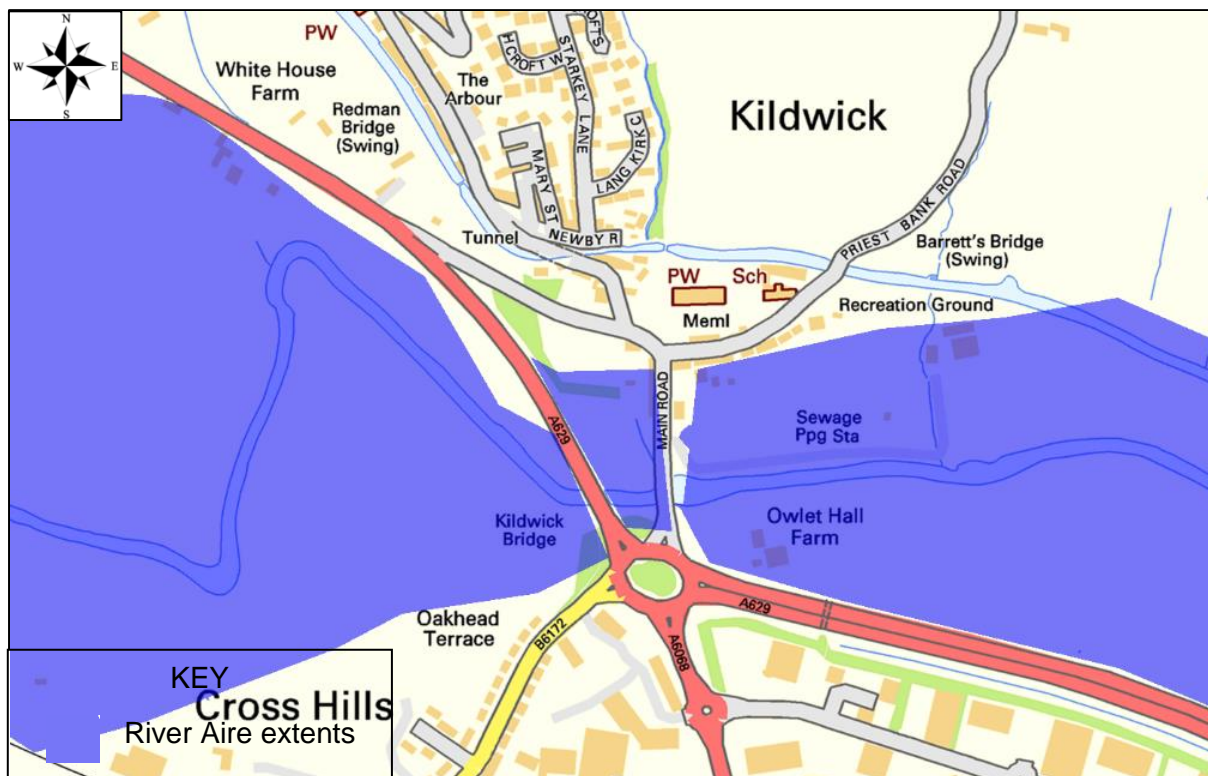 N
W E
S
PW
White House
Farm
The
Arbour
Redman
Bridge
(Swing)
H CROFT W
CROFTS
STARKEY LANE
LANG KIRK C
MARY ST
NEWBY R
Tunnel
Kildwick
PRIEST BANK ROAD
Barrett's Bridge
(Swing)
PW Sch
Meml
Recreation Ground
MAIN ROAD
A629
Sewage
Ppg Sta
Kildwick
Bridge
Owlet Hall
Farm
Oakhead
Terrace
B6172
A629
A6068
KEY
Cross Hills
River Aire extents